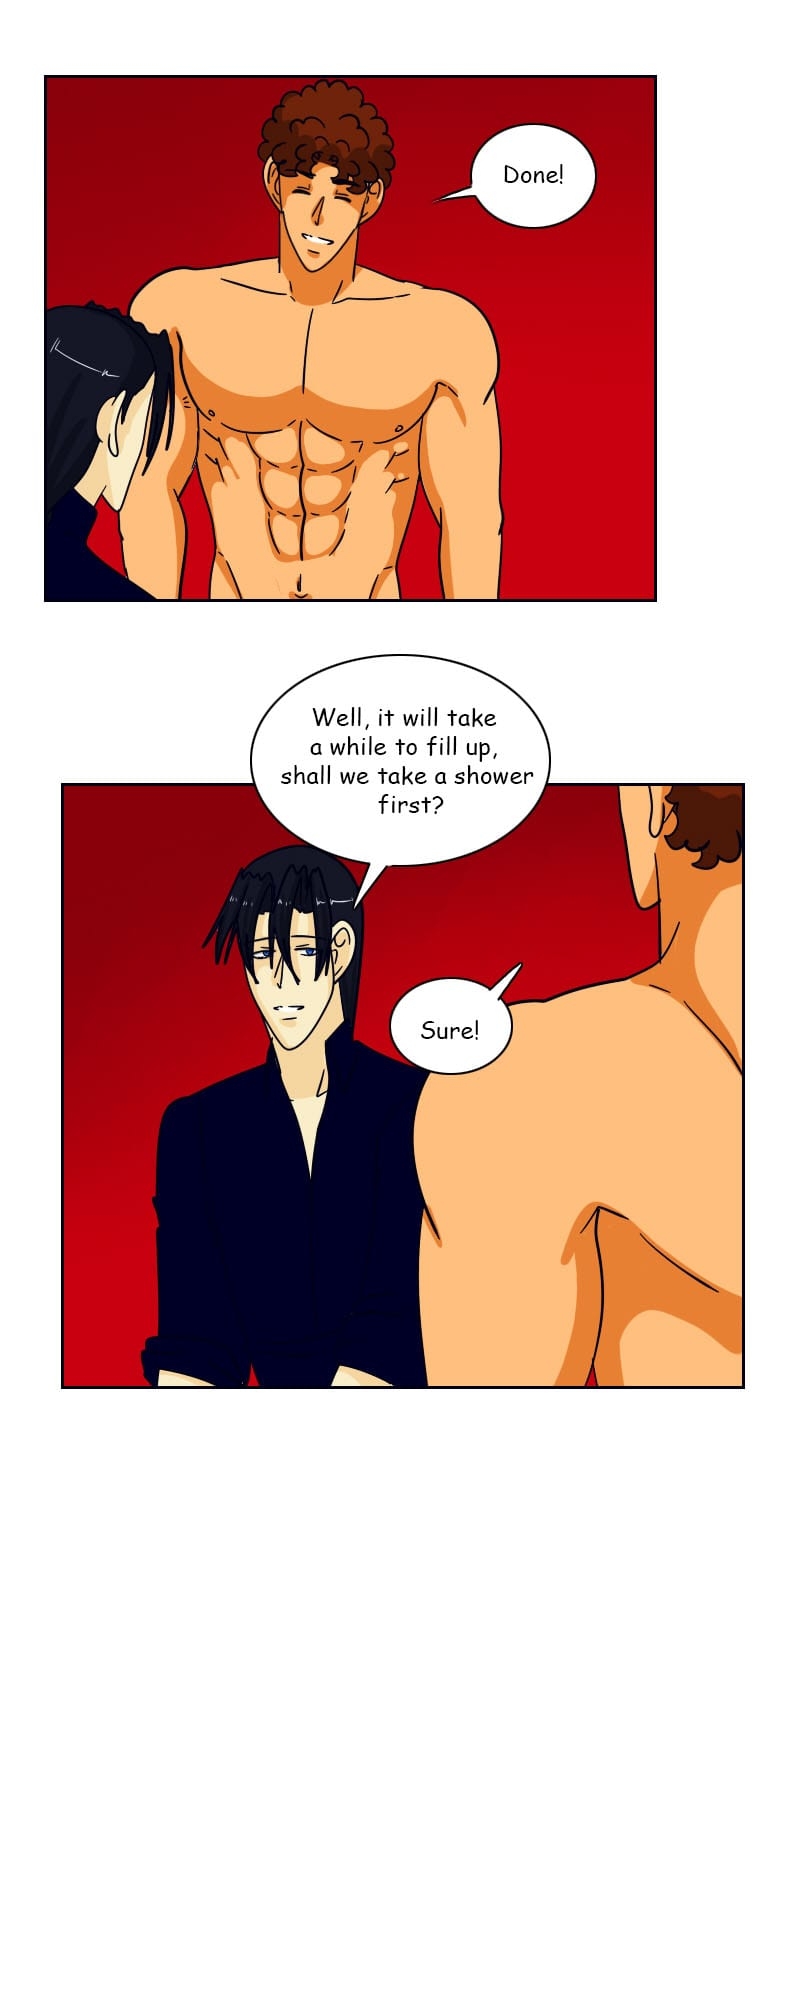 Done!
Well, it will take
a while to fill up,
shall we take a shower
first?
Sure!